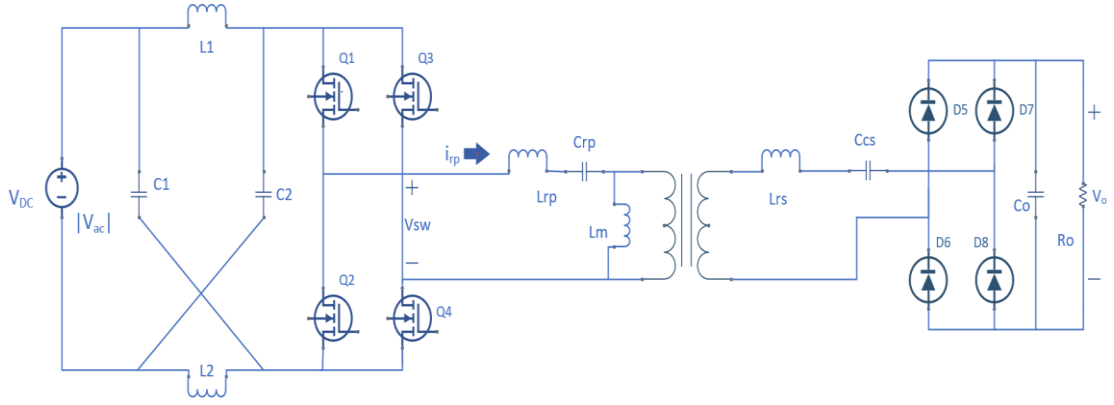 L1
Q1
Q3
Crp
Ccs
D5
D7
+
irp
VDC
+
−
C1
C2
Lrp
Lrs
+
Vsw
−
Lm
Co
Vo
|Vac|
Ro
D6
D8
−
Q2
Q4
L2